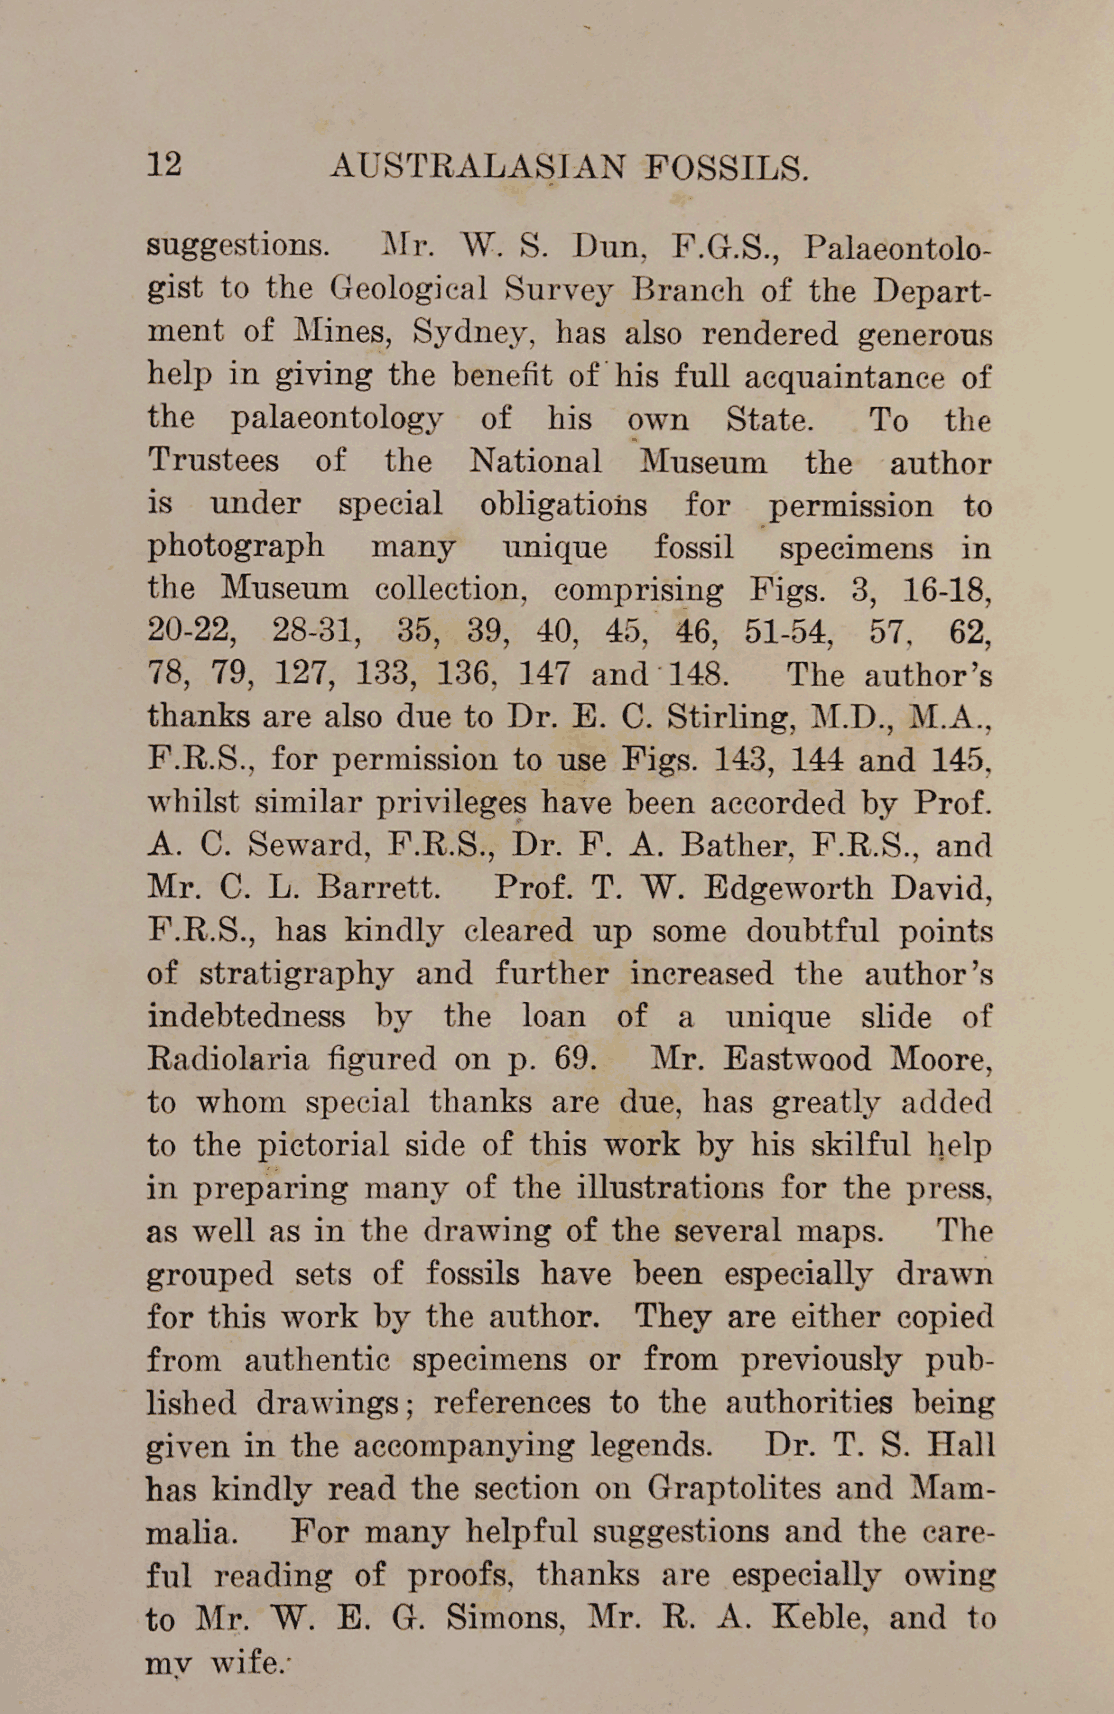 12 AUSTRALASIAN FOSSILS.
suggestions. Mr. W. S. Dun, F.G.S., Palaeontolo-
gist to the Geological Survey Branch of the Depart-
ment of Mines, Sydney, has also rendered generous
help in giving the benefit of his full acquaintance of
the palaeontology of his own State. To the
Trustees of the National Museum the author
is under special obligations for permission to
photograph many unique fossil specimens in
the Museum collection, comprising Figs. 3, 16-18,
20-22, 28-31, 35, 39, 40, 45, 46, 51-54, 57, 62,
78, 79, 127, 133, 136, 147 and 148. The author's
thanks are also due to Dr. E. C. Stirling, M.D., M.A.,
F.R.S., for permission to use Figs. 143, 144 and 145,
whilst similar privileges have been accorded by Prof.
A. C. Seward, F.R.S., Dr. F. A. Bather, F.R.S., and
Mr. C. L. Barrett. Prof. T. W. Edgeworth David,
F.R.S., has kindly cleared up some doubtful points
of stratigraphy and further increased the author's
indebtedness by the loan of a unique slide of
Radiolaria figured on p. 69. Mr. Eastwood Moore,
to whom special thanks are due, has greatly added
to the pictorial side of this work by his skilful help
in preparing many of the illustrations for the press,
as well as in the drawing of the several maps. The
grouped sets of fossils have been especially drawn
for this work by the author. They are either copied
from authentic specimens or from previously pub-
lished drawings; references to the authorities being
given in the accompanying legends. Dr. T. S. Hall
has kindly read the section on Graptolites and Mam-
malia. For many helpful suggestions and the care-
ful reading of proofs, thanks are especially owing
to Mr. W. E. G. Simons, Mr. R. A. Keble, and to
my wife.